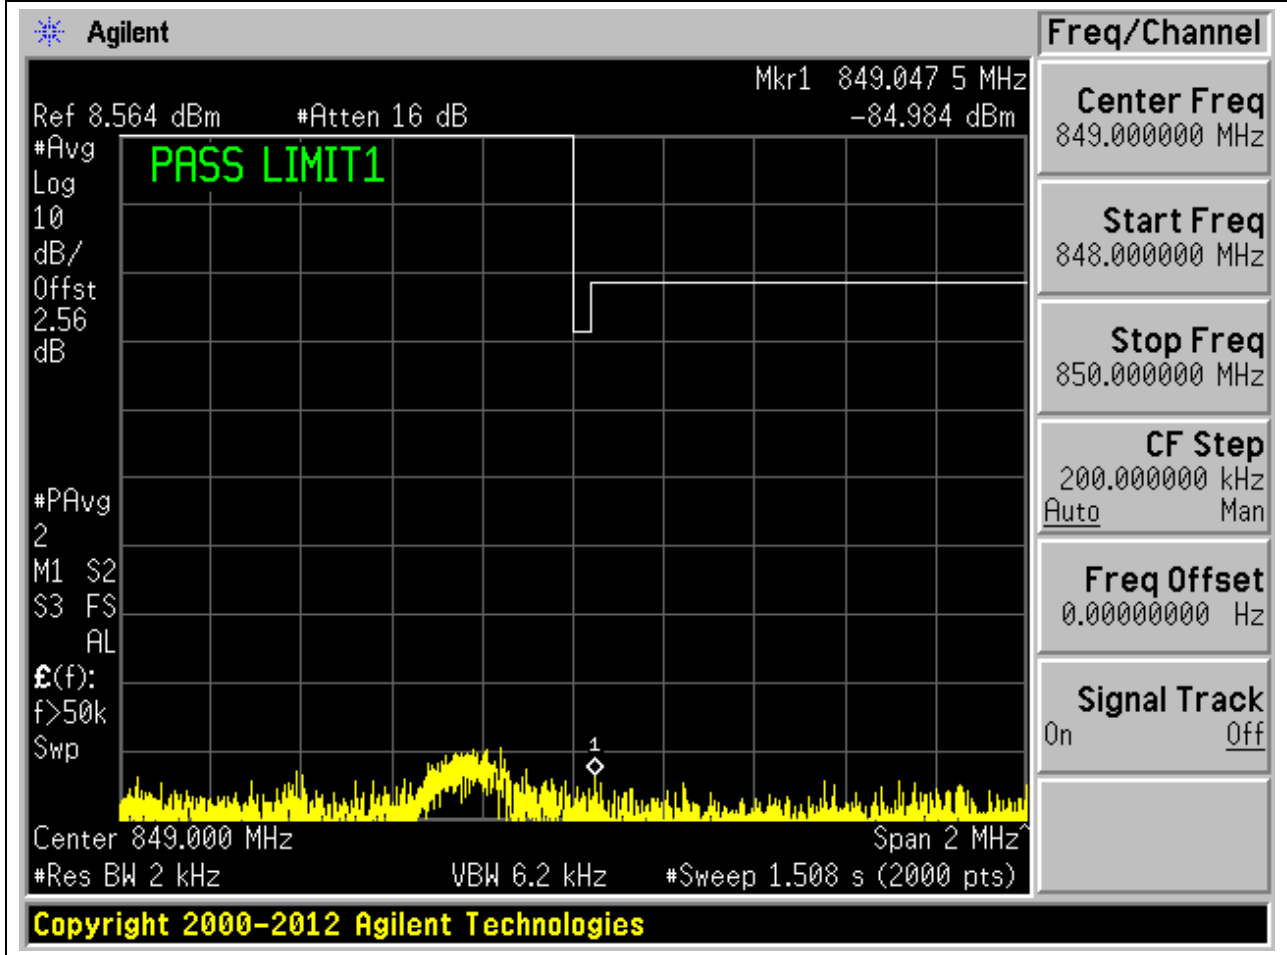 Agilent
Freq/Channel
Mkr1 849.047 5 MHz
Ref 8.564 dBm #Atten 16 dB -84.984 dBm
#Avg
Log
10
dB/
Offst
2.56
dB
PASS LIMIT1
#PAvg
2
M1 S2
S3 FS
AL
£(f):
f>50k
Swp
1
Center 849.000 MHz Span 2 MHz^
#Res BW 2 kHz VBW 6.2 kHz #Sweep 1.508 s (2000 pts)
Center Freq
849.000000 MHz
Start Freq
848.000000 MHz
Stop Freq
850.000000 MHz
CF Step
200.000000 kHz
Auto Man
Freq Offset
0.00000000 Hz
Signal Track
On Off
Copyright 2000-2012 Agilent Technologies